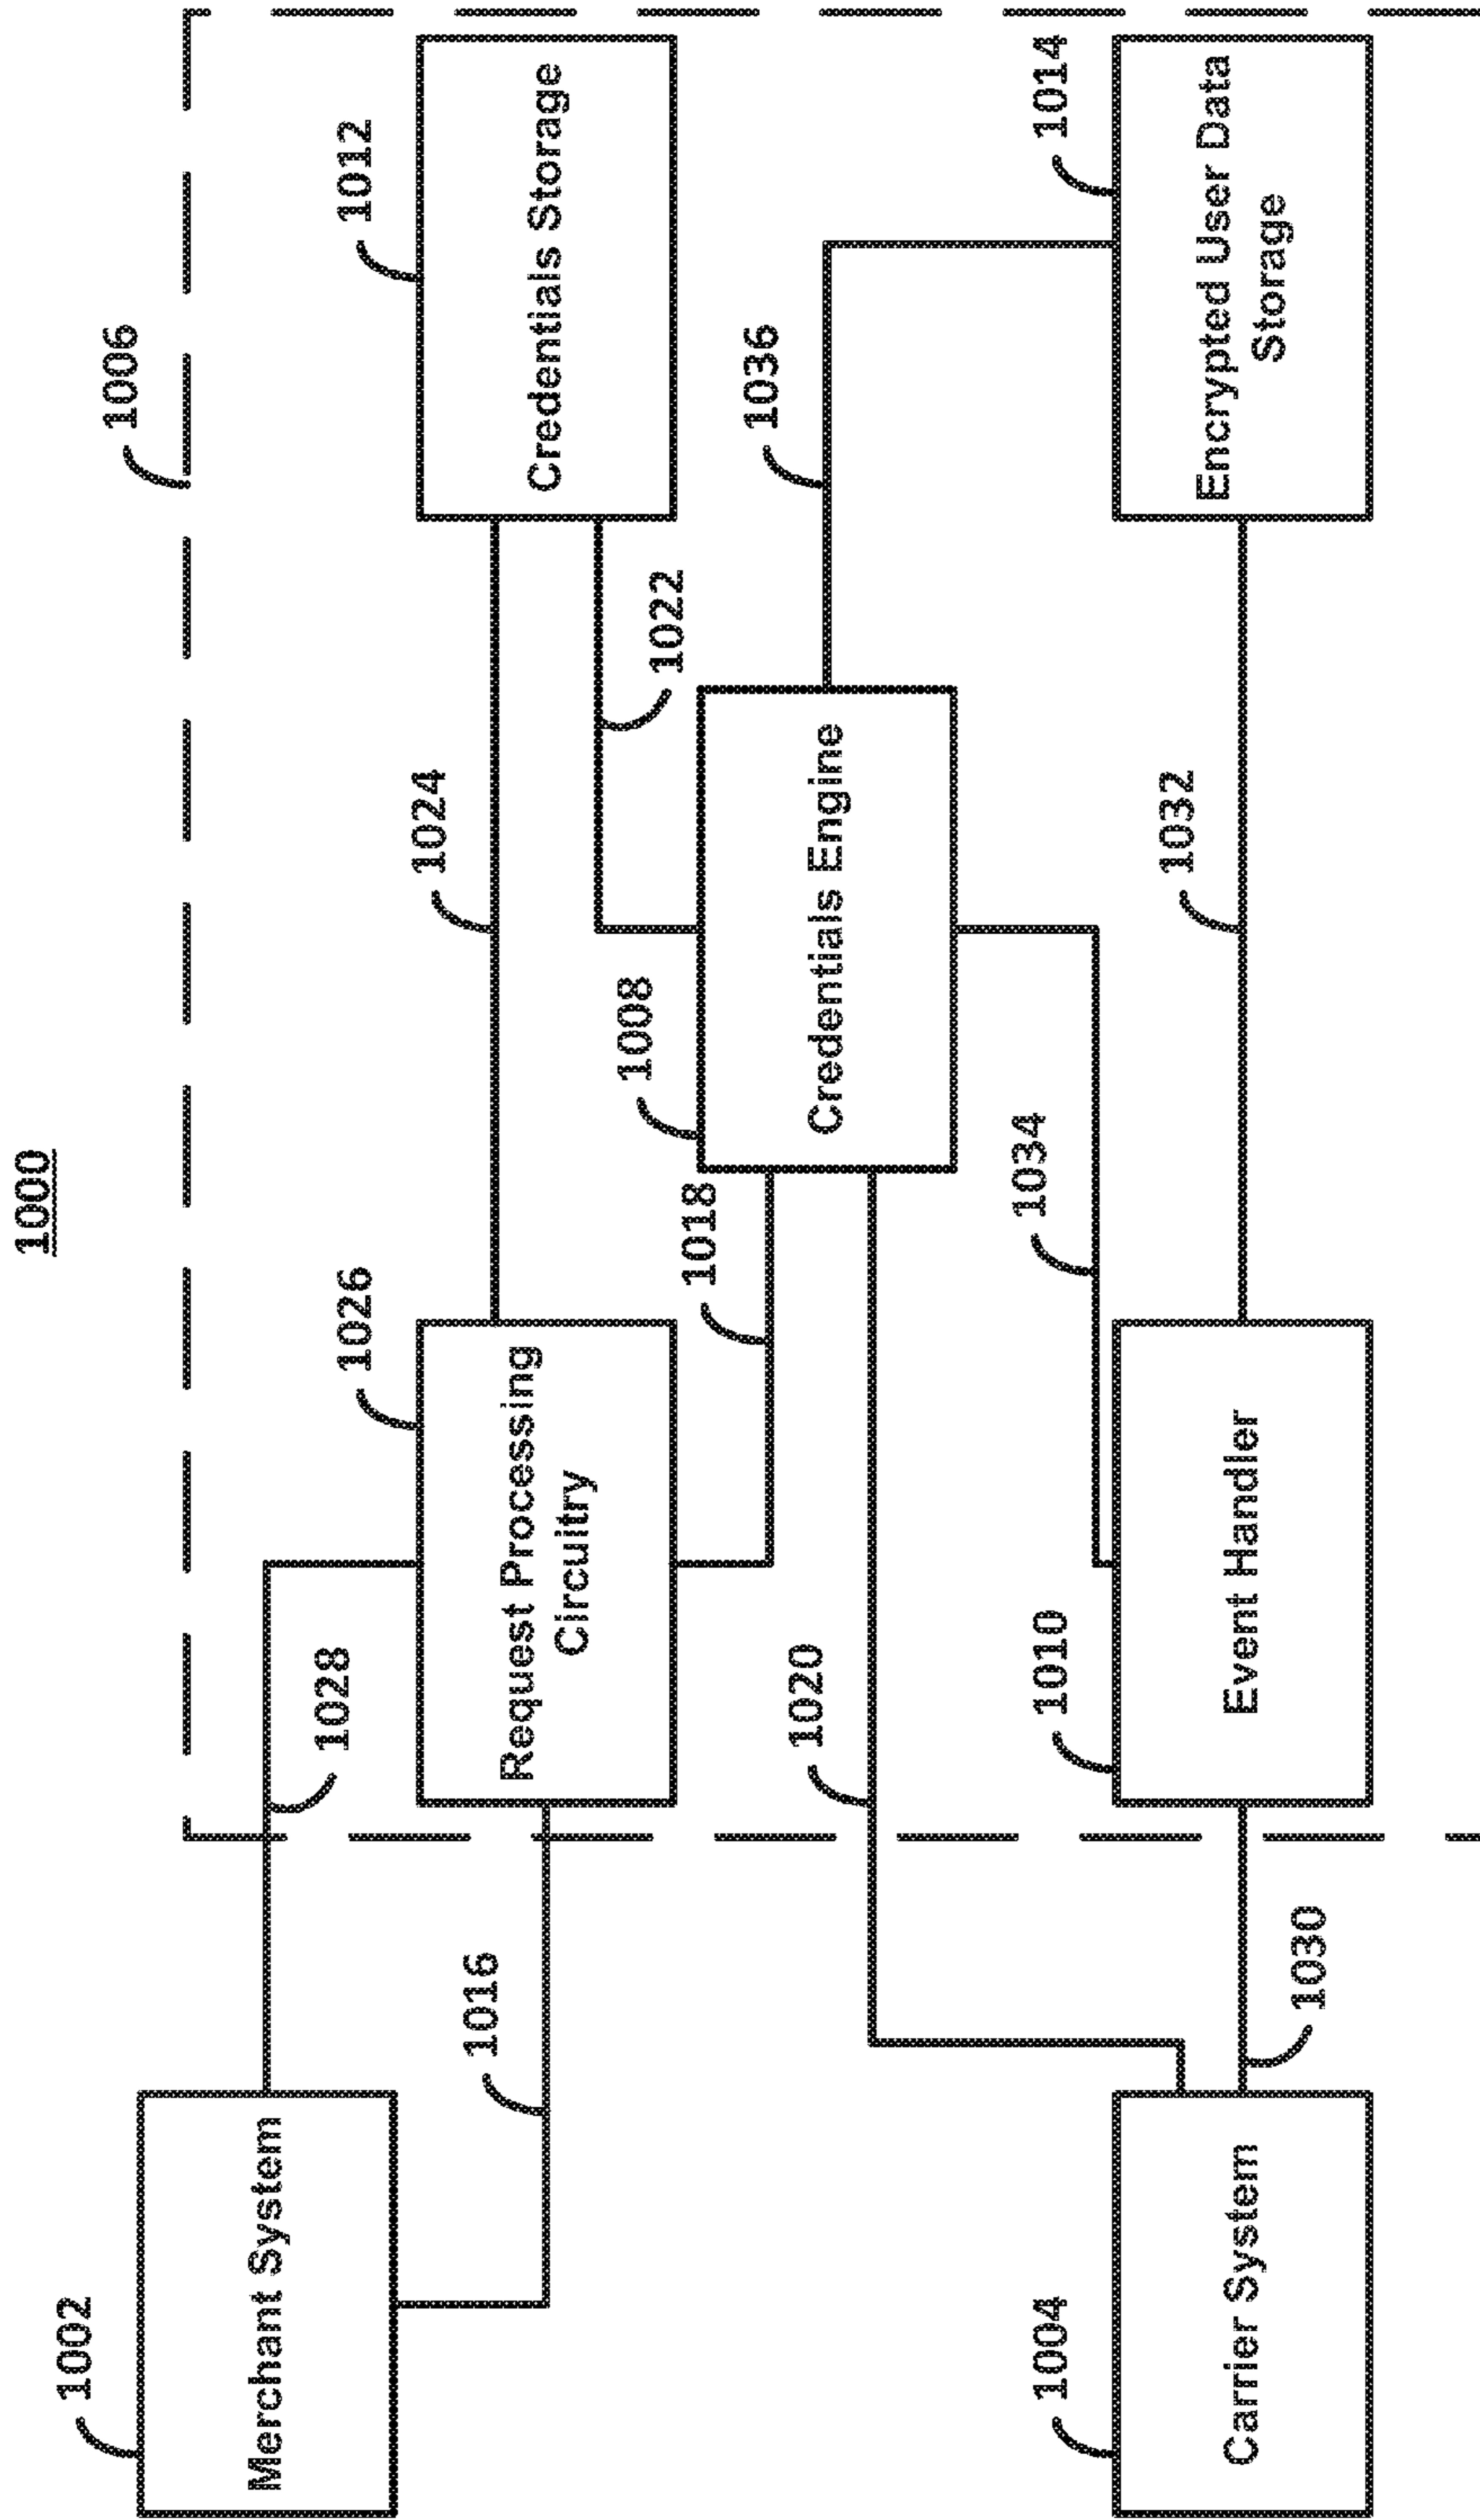 1000
1002
Merchant System
1028
1016
1026
Request Processing
Circuitry
1024
1006
1012
Credentials Storage
1018
1008
Credentials Engine
1022
1036
1020
1034
1004
Carrier System
1030
1010
Event Handler
1032
1014
Encrypted User Data
Storage